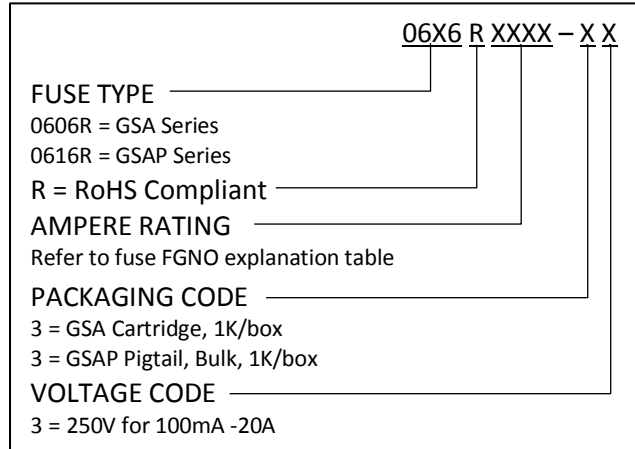 06X6 R XXXX – X X
FUSE TYPE
0606R = GSA Series
0616R = GSAP Series
R = RoHS Compliant
AMPERE RATING
Refer to fuse FGNO explanation table
PACKAGING CODE
3 = GSA Cartridge, 1K/box
3 = GSAP Pigtail, Bulk, 1K/box
VOLTAGE CODE
3 = 250V for 100mA -20A